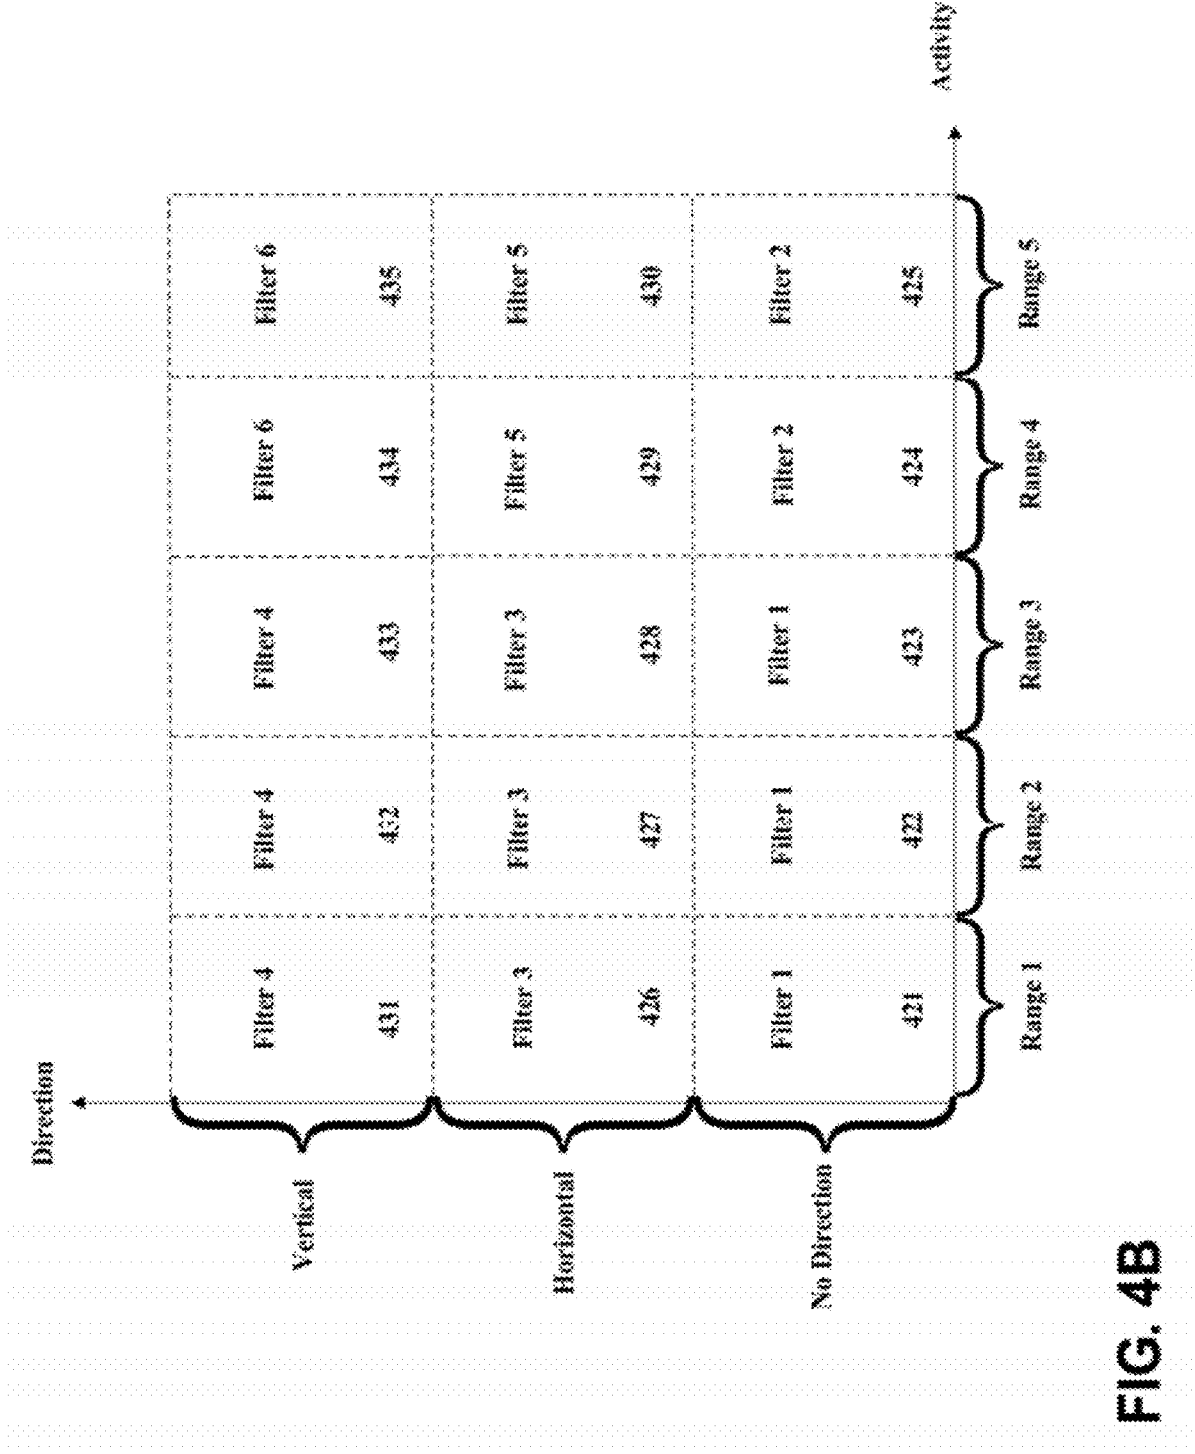 Direction
Vertical
Filter 4
Filter 4
Filter 4
Filter 6
Filter 6
431
432
433
434
435
Horizontal
Filter 3
Filter 3
Filter 3
Filter 5
Filter 5
426
427
428
429
430
No Direction
Filter 1
Filter 1
Filter 1
Filter 2
Filter 2
421
422
423
424
425
Activity
Range 1
Range 2
Range 3
Range 4
Range 5
FIG. 4B